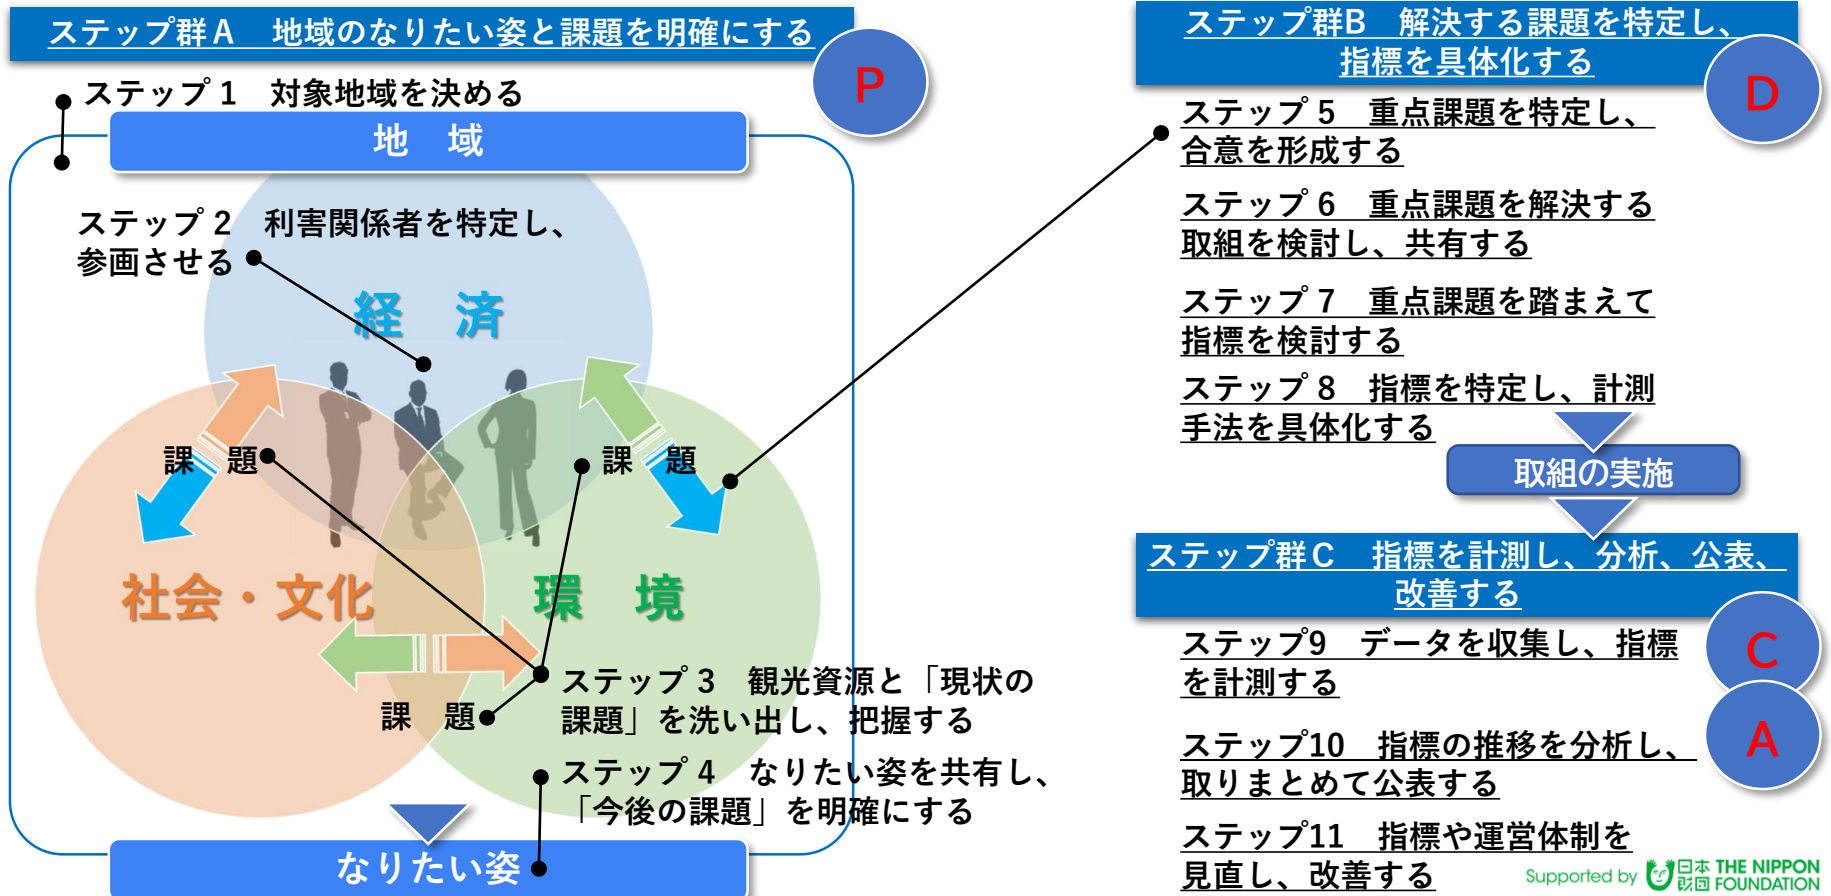 ステップ群A　地域のなりたい姿と課題を明確にする
P
ステップ 1　対象地域を決める
地　域
ステップ 2　利害関係者を特定し、
参画させる
経　済
課　題
課　題
社会・文化
環　境
課　題
ステップ 3　観光資源と「現状の
課題」を洗い出し、把握する
ステップ 4　なりたい姿を共有し、
「今後の課題」を明確にする
なりたい姿
ステップ群B　解決する課題を特定し、
指標を具体化する
D
ステップ 5　重点課題を特定し、
合意を形成する
ステップ 6　重点課題を解決する
取組を検討し、共有する
ステップ 7　重点課題を踏まえて
指標を検討する
ステップ 8　指標を特定し、計測
手法を具体化する
取組の実施
ステップ群C　指標を計測し、分析、公表、
改善する
C
ステップ9　データを収集し、指標
を計測する
A
ステップ10　指標の推移を分析し、
取りまとめて公表する
ステップ11　指標や運営体制を
見直し、改善する
Supported by 日本財団 THE NIPPON FOUNDATION